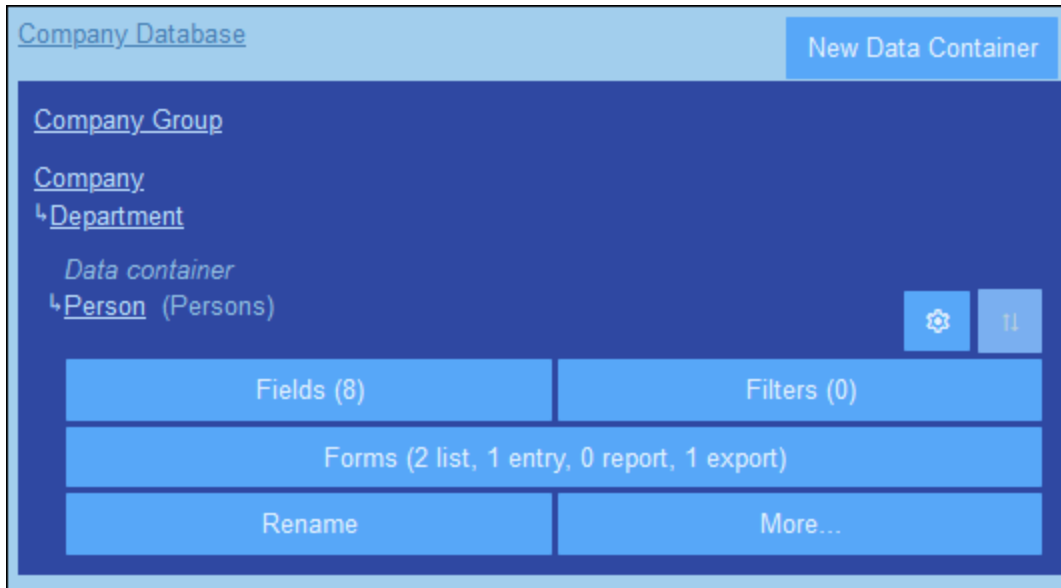 Company Database
New Data Container
Company Group
Company
↳Department
Data container
↳Person (Persons)
Fields (8)
Filters (0)
Forms (2 list, 1 entry, 0 report, 1 export)
Rename
More...